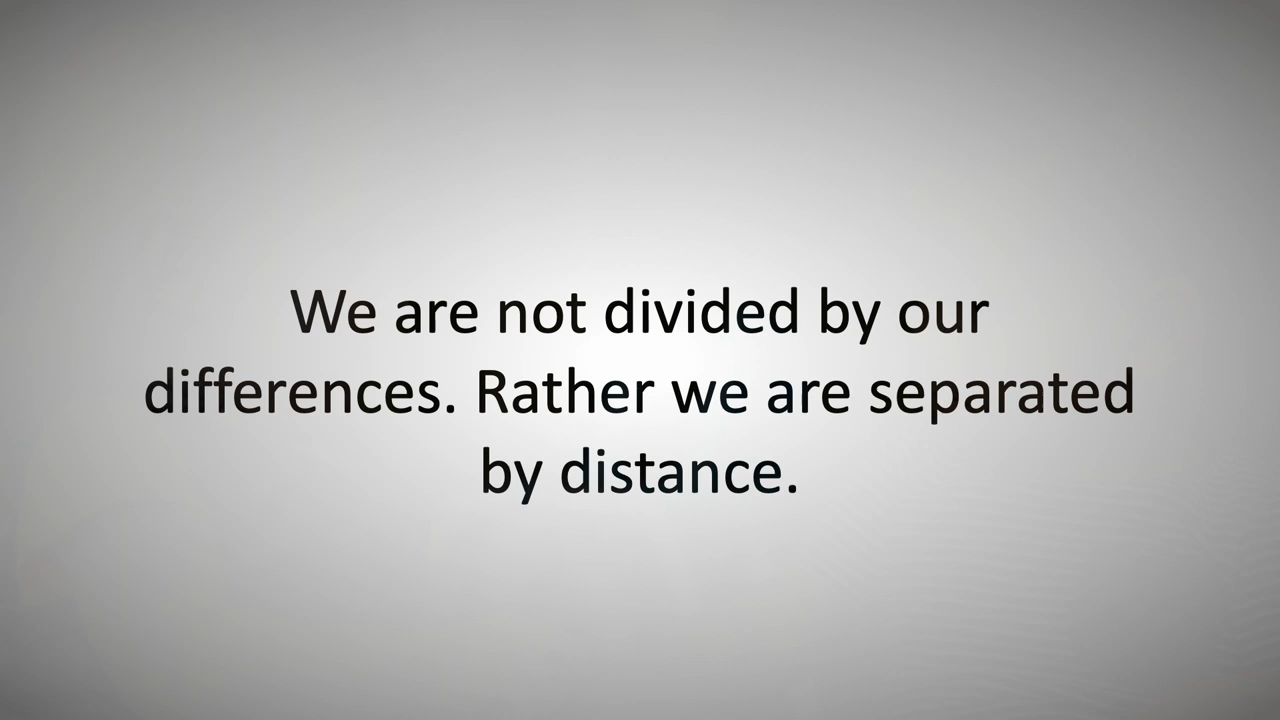 We are not divided by our
differences. Rather we are separated
by distance.